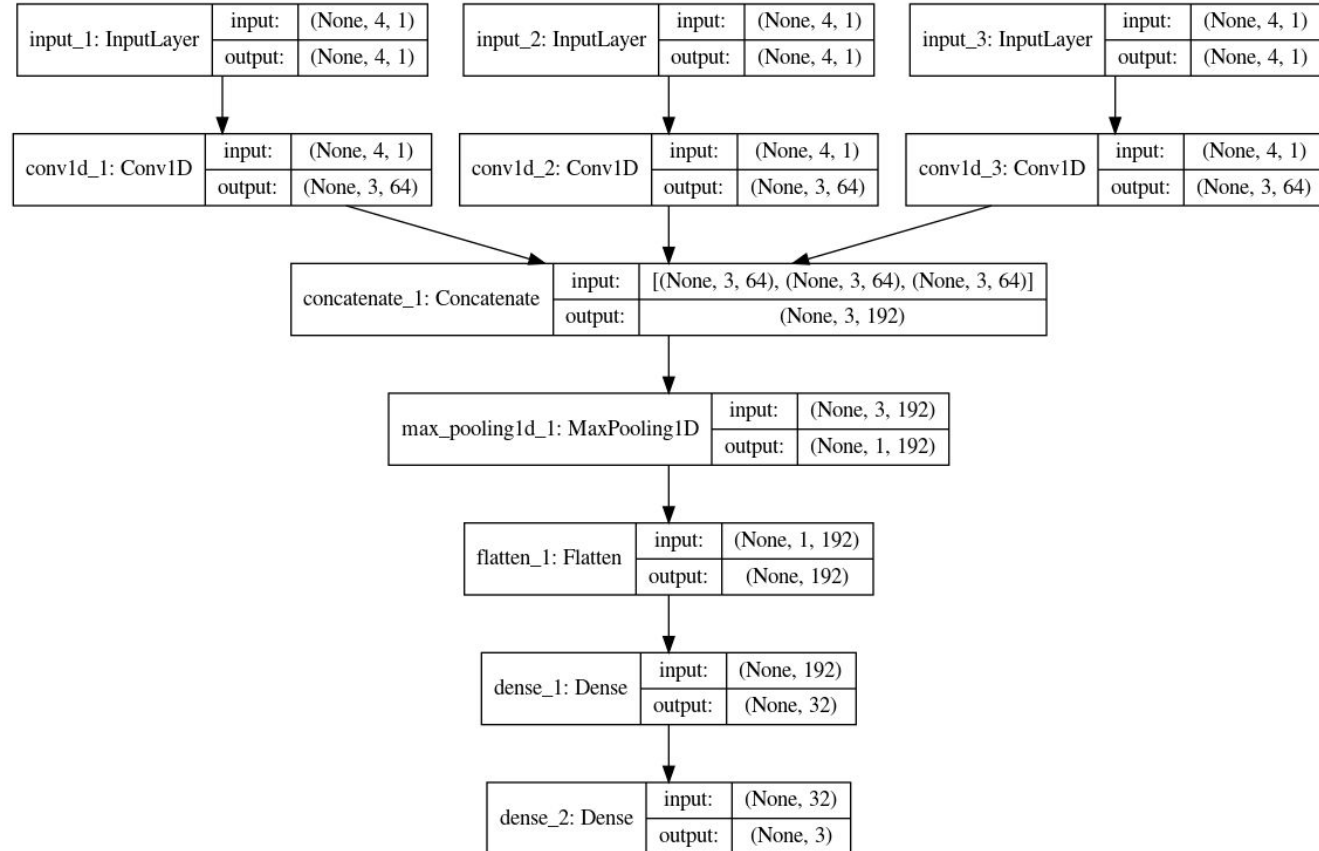 input_1: InputLayer input: (None, 4, 1) output: (None, 4, 1)
input_2: InputLayer input: (None, 4, 1) output: (None, 4, 1)
input_3: InputLayer input: (None, 4, 1) output: (None, 4, 1)
conv1d_1: Conv1D input: (None, 4, 1) output: (None, 3, 64)
conv1d_2: Conv1D input: (None, 4, 1) output: (None, 3, 64)
conv1d_3: Conv1D input: (None, 4, 1) output: (None, 3, 64)
concatenate_1: Concatenate input: [(None, 3, 64), (None, 3, 64), (None, 3, 64)] output: (None, 3, 192)
max_pooling1d_1: MaxPooling1D input: (None, 3, 192) output: (None, 1, 192)
flatten_1: Flatten input: (None, 1, 192) output: (None, 192)
dense_1: Dense input: (None, 192) output: (None, 32)
dense_2: Dense input: (None, 32) output: (None, 3)